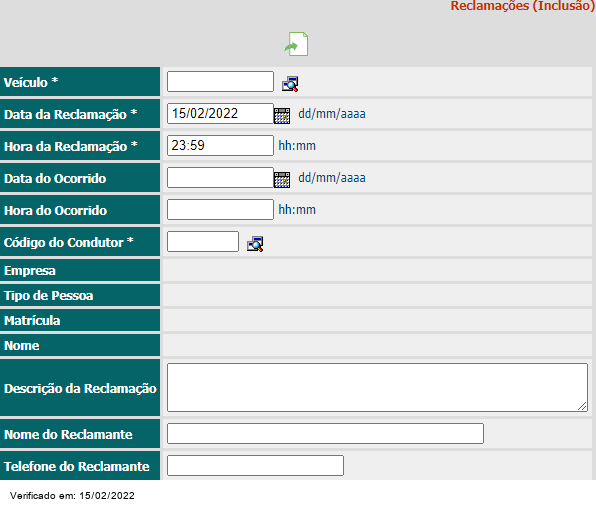 Reclamações (Inclusão)
Veículo *
Data da Reclamação * 15/02/2022 dd/mm/aaaa
Hora da Reclamação * 23:59 hh:mm
Data do Ocorrido dd/mm/aaaa
Hora do Ocorrido hh:mm
Código do Condutor *
Empresa
Tipo de Pessoa
Matrícula
Nome
Descrição da Reclamação
Nome do Reclamante
Telefone do Reclamante
Verificado em: 15/02/2022